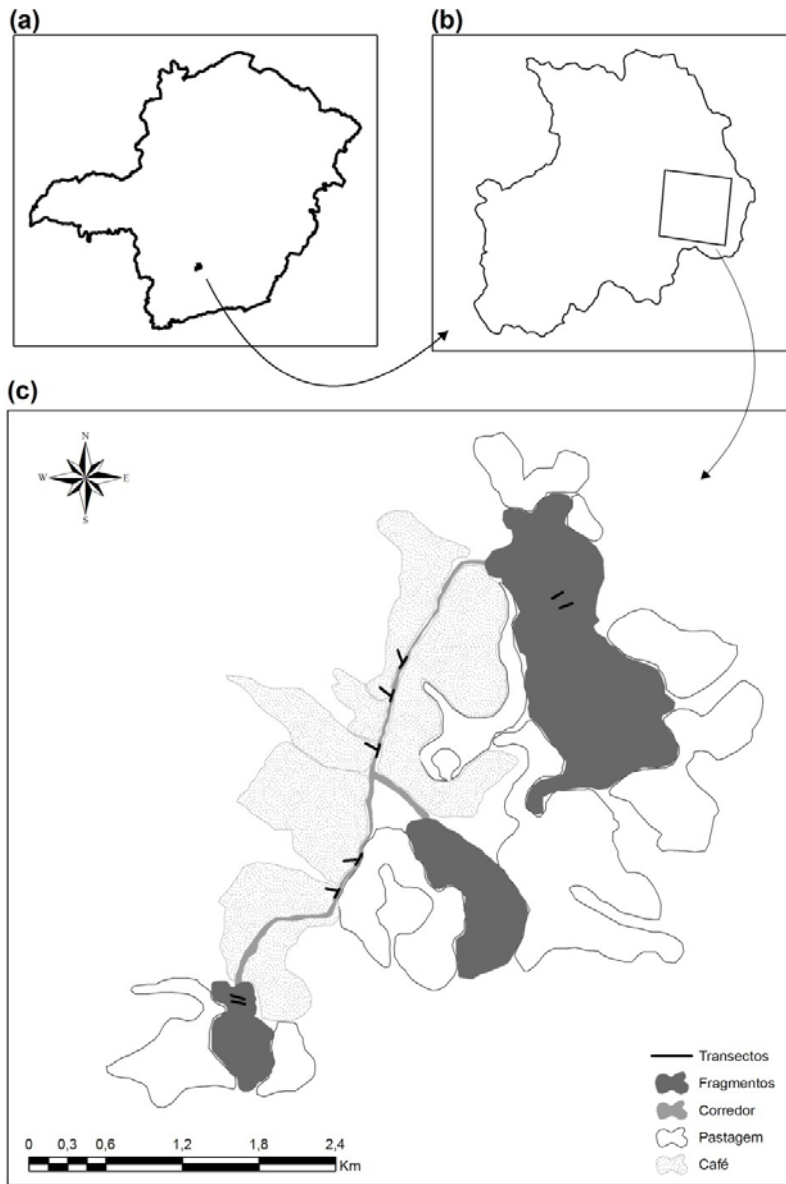 (a)
(b)
(c)
N
W E
S
Transectos
Fragmentos
Corredor
Pastagem
Café
0 0,3 0,6 1,2 1,8 2,4
Km